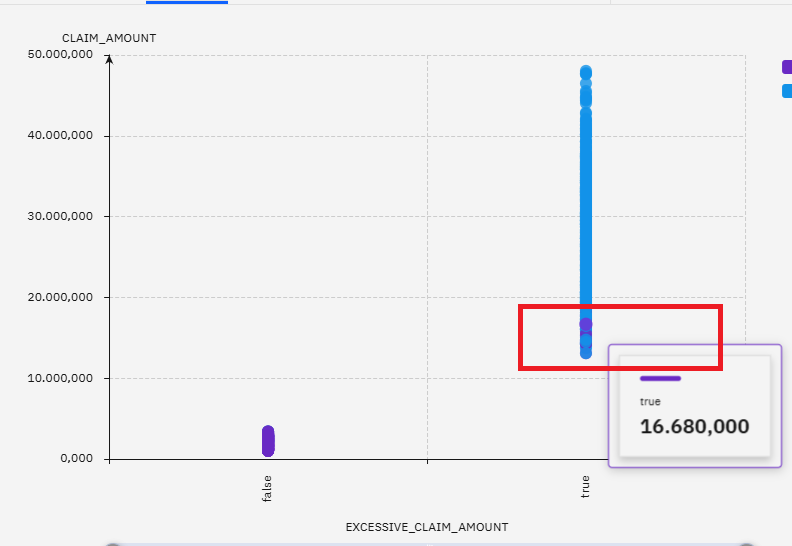 CLAIM_AMOUNT
50.000,000
40.000,000
30.000,000
20.000,000
10.000,000
0,000
true
16.680,000
false
true
EXCESSIVE_CLAIM_AMOUNT